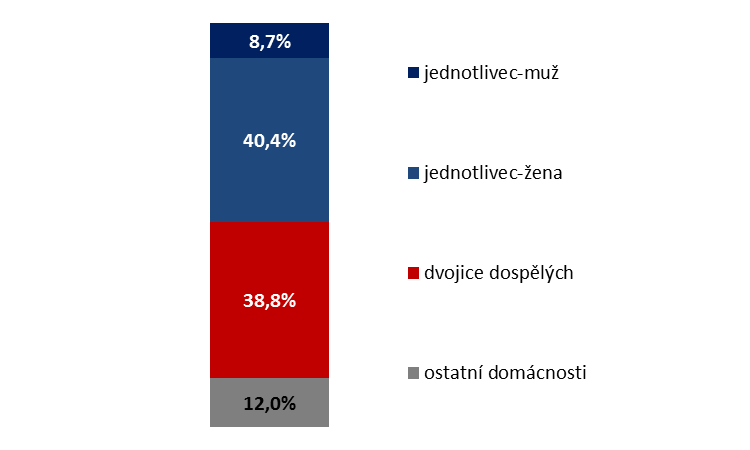 8,7%
40,4%
38,8%
12,0%
jednotlivec-muž
jednotlivec-žena
dvojice dospělých
ostatní domácnosti